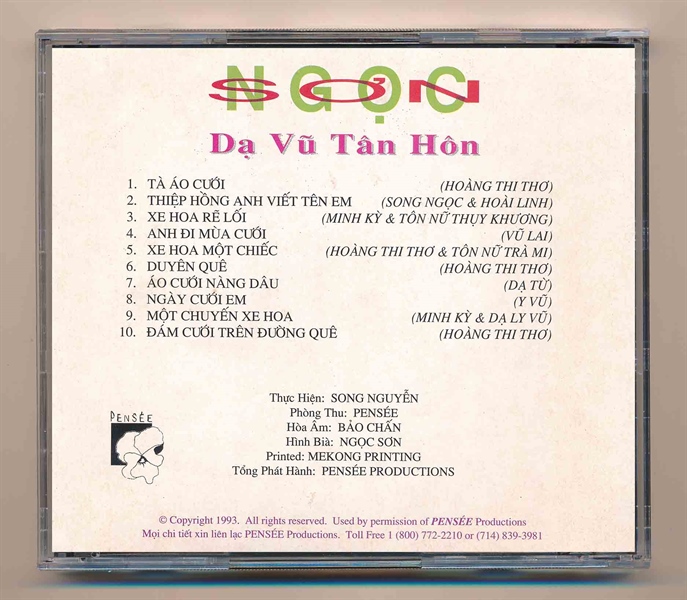 NGỌC SƠN
Dạ Vũ Tân Hôn
1. TÀ ÁO CƯỚI (HOÀNG THI THƠ)
2. THIỆP HỒNG ANH VIẾT TÊN EM (SONG NGỌC & HOÀI LINH)
3. XE HOA RẼ LỐI (MINH KỲ & TÔN NỮ THỤY KHƯƠNG)
4. ANH ĐI MÙA CƯỚI (VŨ LAI)
5. XE HOA MỘT CHIẾC (HOÀNG THI THƠ & TÔN NỮ TRÀ MI)
6. DUYÊN QUÊ (HOÀNG THI THƠ)
7. ÁO CƯỚI NÀNG DÂU (DẠ TỪ)
8. NGÀY CƯỚI EM (Y VŨ)
9. MỘT CHUYẾN XE HOA (MINH KỲ & DẠ LY VŨ)
10. ĐÁM CƯỚI TRÊN ĐƯỜNG QUÊ (HOÀNG THI THƠ)
Thực Hiện: SONG NGUYỄN
Phòng Thu: PENSÉE
Hòa Âm: BẢO CHẤN
Hình Bià: NGỌC SƠN
Printed: MEKONG PRINTING
Tổng Phát Hành: PENSÉE PRODUCTIONS
PENSÉE
© Copyright 1993. All rights reserved. Used by permission of PENSÉE Productions
Mọi chi tiết xin liên lạc PENSÉE Productions. Toll Free 1 (800) 772-2210 or (714) 839-3981